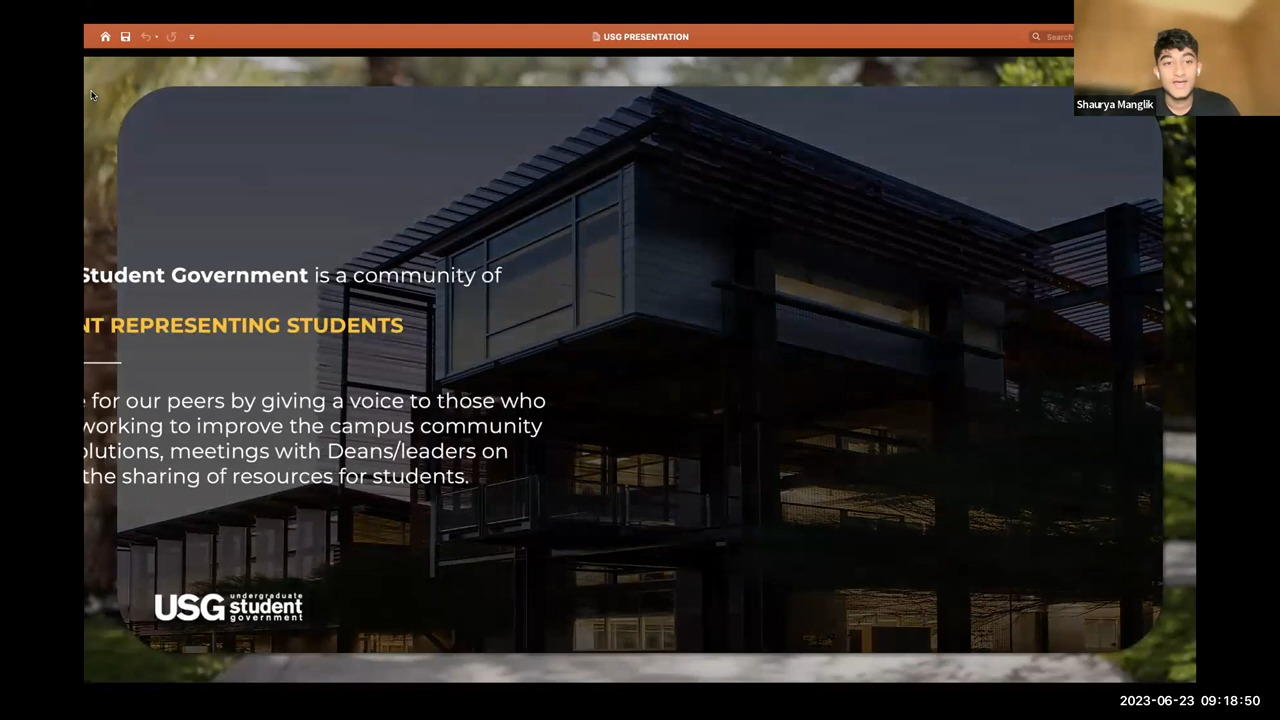 USG PRESENTATION
Search
Shaurya Manglik
Student Government is a community of
NT REPRESENTING STUDENTS
for our peers by giving a voice to those who
working to improve the campus community
olutions, meetings with Deans/leaders on
the sharing of resources for students.
USG undergraduate
student
government
2023-06-23 09:18:50